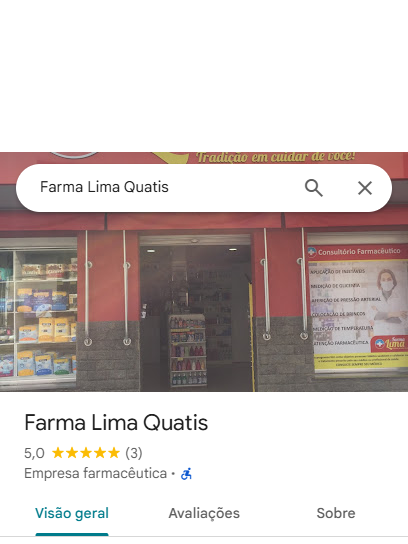 Tradição em cuidar de você!
Farma Lima Quatis
Consultório Farmacêutico
APLICAÇÃO DE INJETÁVEIS
MEDIÇÃO DE GLICEMIA
AFERIÇÃO DE PRESSÃO ARTERIAL
COLOCAÇÃO DE BRINCOS
MEDIÇÃO DE TEMPERATURA
ATENÇÃO FARMACÊUTICA
Lima
Farma Lima Quatis
5,0 ★★★★★ (3)
Empresa farmacêutica ·
Visão geral
Avaliações
Sobre